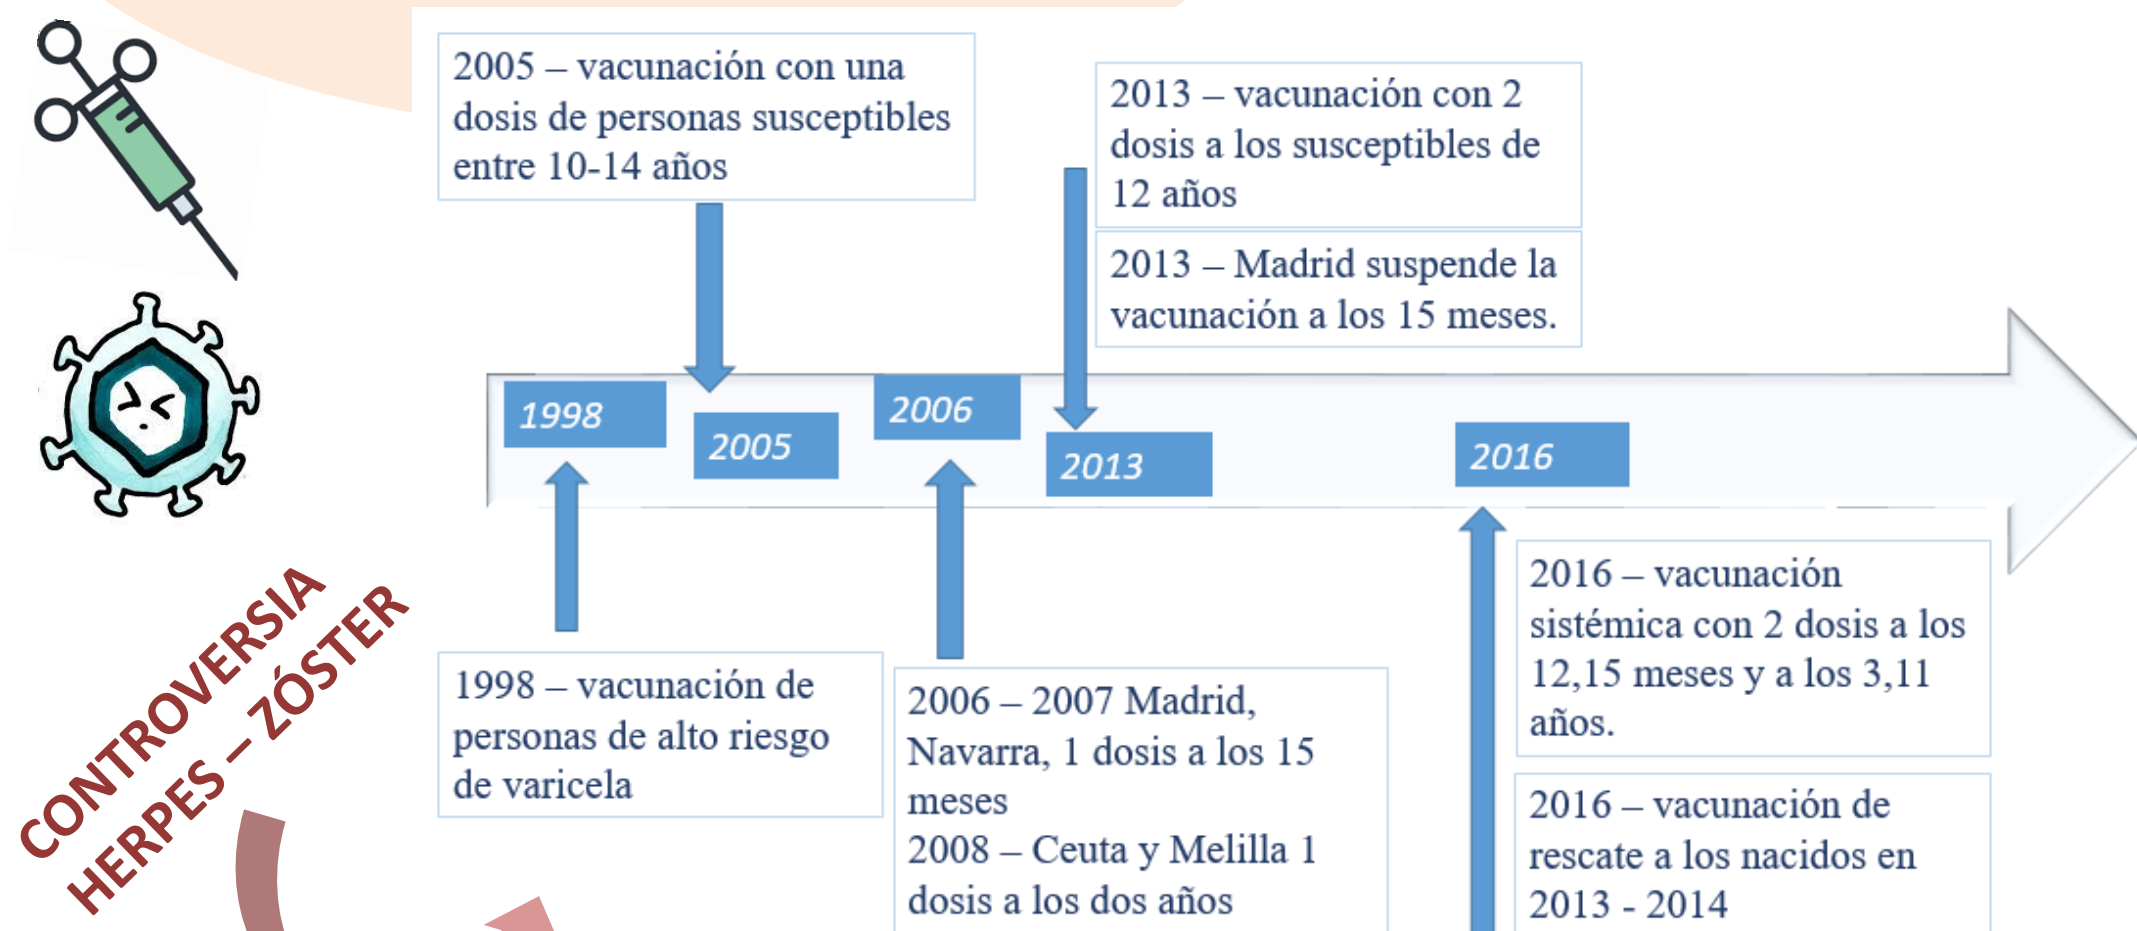 2005 – vacunación con una
dosis de personas susceptibles
entre 10-14 años
2013 – vacunación con 2
dosis a los susceptibles de
12 años
2013 – Madrid suspende la
vacunación a los 15 meses.
1998
2005
2006
2013
2016
CONTROVERSIA
HERPES – ZÓSTER
1998 – vacunación de
personas de alto riesgo
de varicela
2006 – 2007 Madrid,
Navarra, 1 dosis a los 15
meses
2008 – Ceuta y Melilla 1
dosis a los dos años
2016 – vacunación
sistémica con 2 dosis a los
12,15 meses y a los 3,11
años.
2016 – vacunación de
rescate a los nacidos en
2013 - 2014